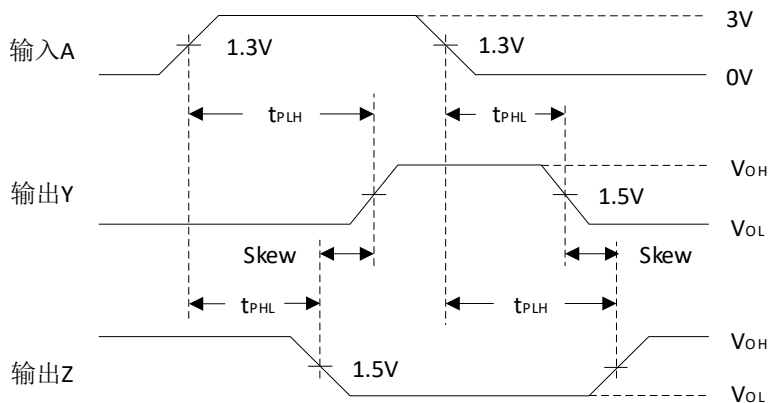 3V
输入A 1.3V 1.3V
0V
tPLH tPHL
VOH
输出Y 1.5V
VOL
Skew Skew
tPHL tPLH
VOH
输出Z 1.5V
VOL